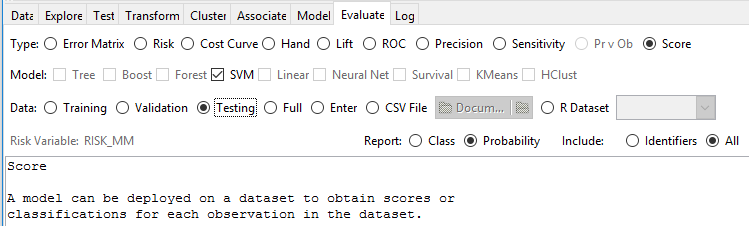 Data Explore Test Transform Cluster Associate Model Evaluate Log
Type: Error Matrix Risk Cost Curve Hand Lift ROC Precision Sensitivity Pr v Ob Score
Model: Tree Boost Forest SVM Linear Neural Net Survival KMeans HClust
Data: Training Validation Testing Full Enter CSV File Docum... R Dataset
Risk Variable: RISK_MM Report: Class Probability Include: Identifiers All
Score
A model can be deployed on a dataset to obtain scores or
classifications for each observation in the dataset.